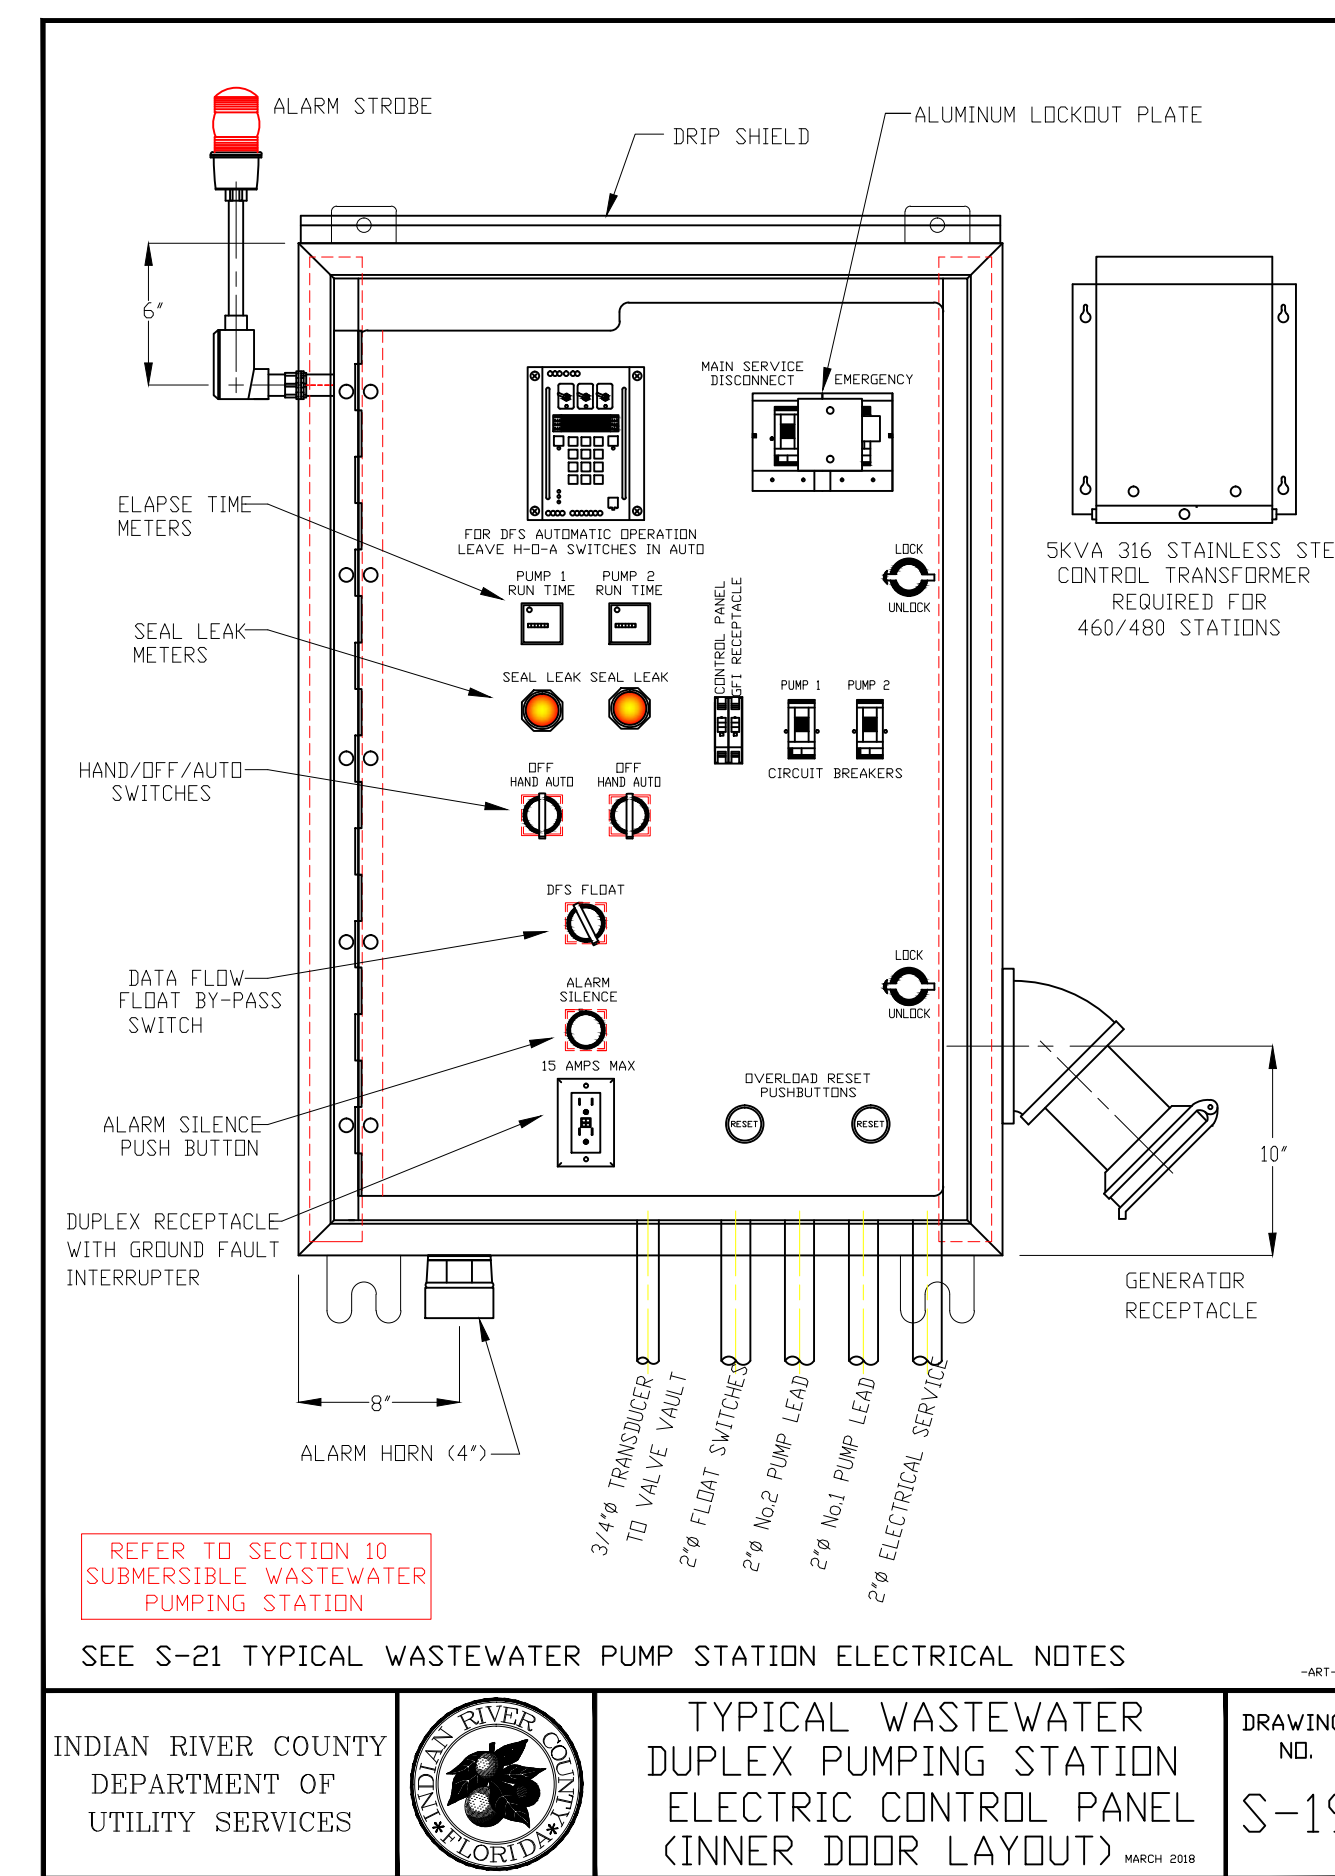 ALARM STROBE
DRIP SHIELD
ALUMINUM LOCKOUT PLATE
6"
MAIN SERVICE
DISCONNECT
EMERGENCY
FOR DFS AUTOMATIC OPERATION
LEAVE H-O-A SWITCHES IN AUTO
ELAPSE TIME
METERS
PUMP 1
RUN TIME
PUMP 2
RUN TIME
LOCK
UNLOCK
5KVA 316 STAINLESS STE
CONTROL TRANSFORMER
REQUIRED FOR
460/480 STATIONS
CONTROL PANEL
GFI RECEPTACLE
SEAL LEAK
METERS
SEAL LEAK
SEAL LEAK
PUMP 1
PUMP 2
CIRCUIT BREAKERS
HAND/OFF/AUTO
SWITCHES
OFF
HAND AUTO
OFF
HAND AUTO
DFS FLOAT
DATA FLOW
FLOAT BY-PASS
SWITCH
LOCK
UNLOCK
ALARM
SILENCE
15 AMPS MAX
ALARM SILENCE
PUSH BUTTON
OVERLOAD RESET
PUSHBUTTONS
RESET
RESET
10"
DUPLEX RECEPTACLE
WITH GROUND FAULT
INTERRUPTER
GENERATOR
RECEPTACLE
8"
ALARM HORN (4")
3/4"Ø TRANSDUCER
TO VALVE VAULT
2"Ø FLOAT SWITCHES
2"Ø No.2 PUMP LEAD
2"Ø No.1 PUMP LEAD
2"Ø ELECTRICAL SERVICE
REFER TO SECTION 10
SUBMERSIBLE WASTEWATER
PUMPING STATION
SEE S-21 TYPICAL WASTEWATER PUMP STATION ELECTRICAL NOTES
-ART-
INDIAN RIVER COUNTY
DEPARTMENT OF
UTILITY SERVICES
INDIAN RIVER COUNTY
*FLORIDA*
TYPICAL WASTEWATER
DUPLEX PUMPING STATION
ELECTRIC CONTROL PANEL
(INNER DOOR LAYOUT)
MARCH 2018
DRAWING
NO.
S-19